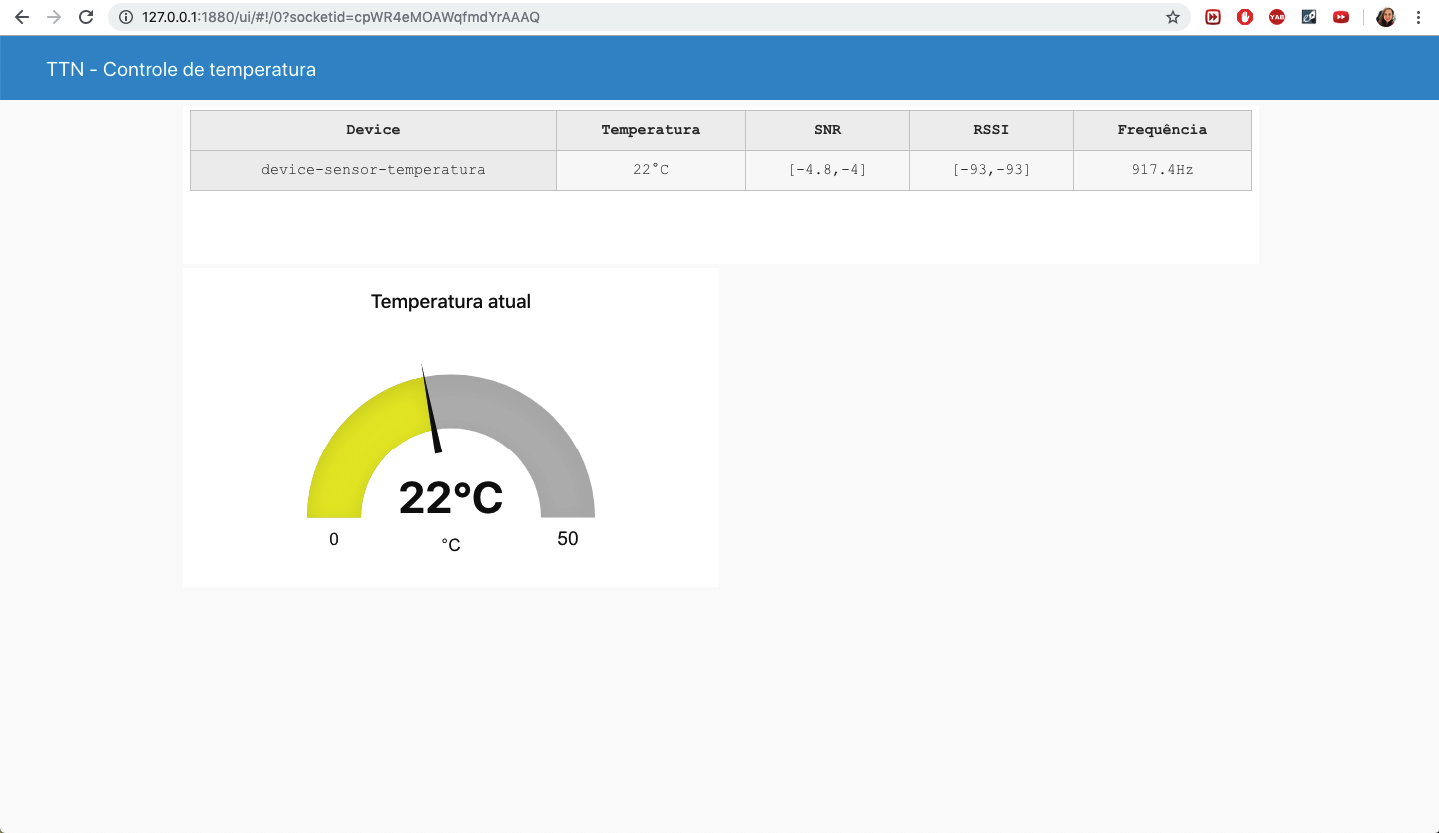 127.0.0.1:1880/ui/#!/0?socketid=cpWR4eMOAWqfmdYrAAAQ
YAB
TTN - Controle de temperatura
Device Temperatura SNR RSSI Frequência
device-sensor-temperatura 22°C [-4.8,-4] [-93,-93] 917.4Hz
Temperatura atual
22°C
0 °C 50